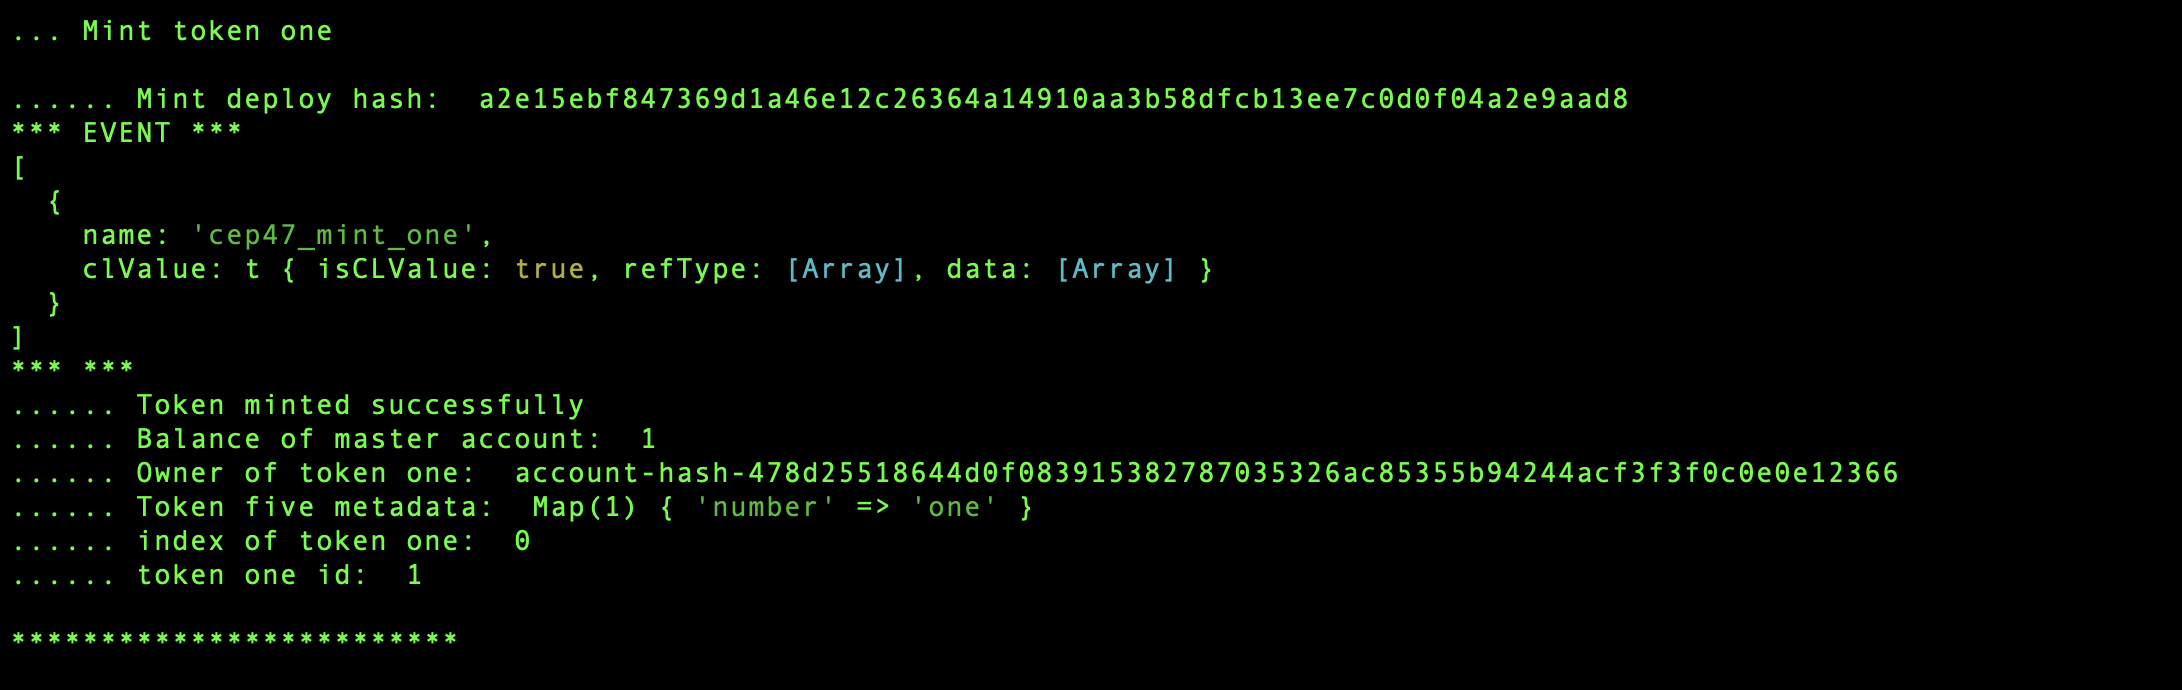 ... Mint token one
...... Mint deploy hash:  a2e15ebf847369d1a46e12c26364a14910aa3b58dfcb13ee7c0d0f04a2e9aad8
*** EVENT ***
[
  {
    name: 'cep47_mint_one',
    clValue: t { isCLValue: true, refType: [Array], data: [Array] }
  }
]
*** ***
...... Token minted successfully
...... Balance of master account:  1
...... Owner of token one:  account-hash-478d25518644d0f083915382787035326ac85355b94244acf3f3f0c0e0e12366
...... Token five metadata:  Map(1) { 'number' => 'one' }
...... index of token one:  0
...... token one id:  1
*************************